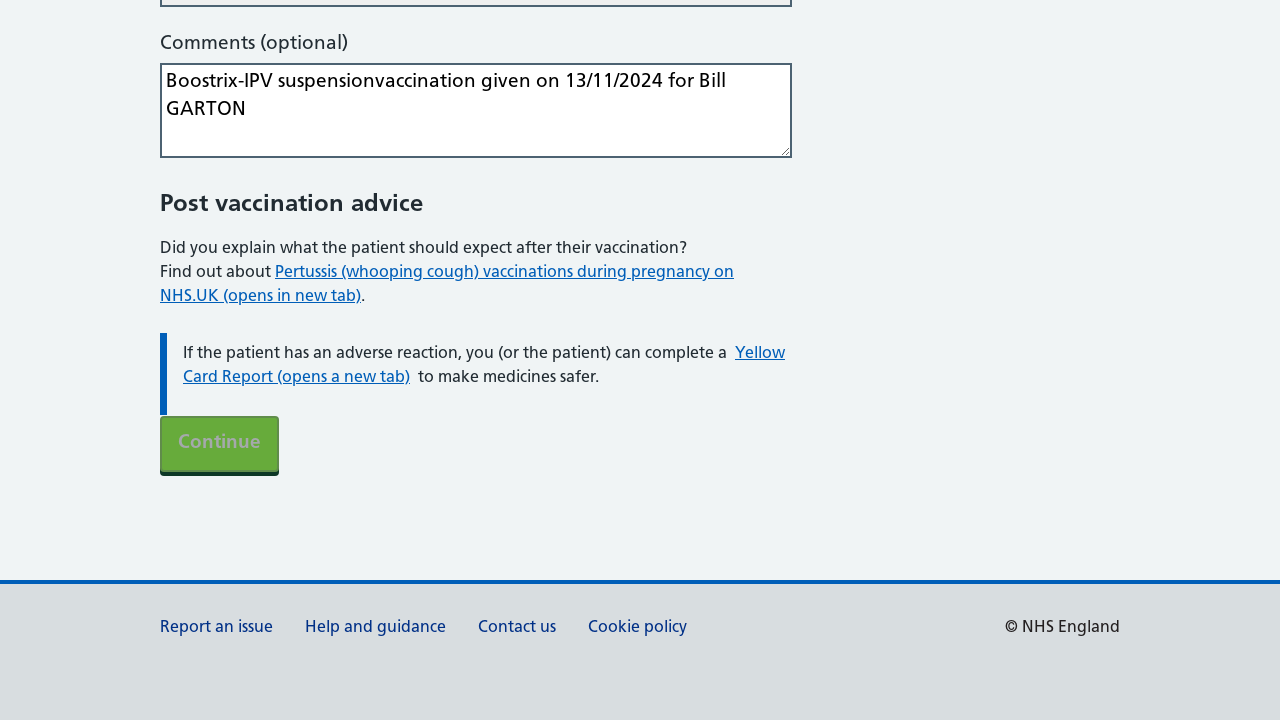 Comments (optional)
Boostrix-IPV suspensionvaccination given on 13/11/2024 for Bill
GARTON
Post vaccination advice
Did you explain what the patient should expect after their vaccination?
Find out about Pertussis (whooping cough) vaccinations during pregnancy on
NHS.UK (opens in new tab).
If the patient has an adverse reaction, you (or the patient) can complete a Yellow
Card Report (opens a new tab) to make medicines safer.
Continue
Report an issue Help and guidance Contact us Cookie policy © NHS England